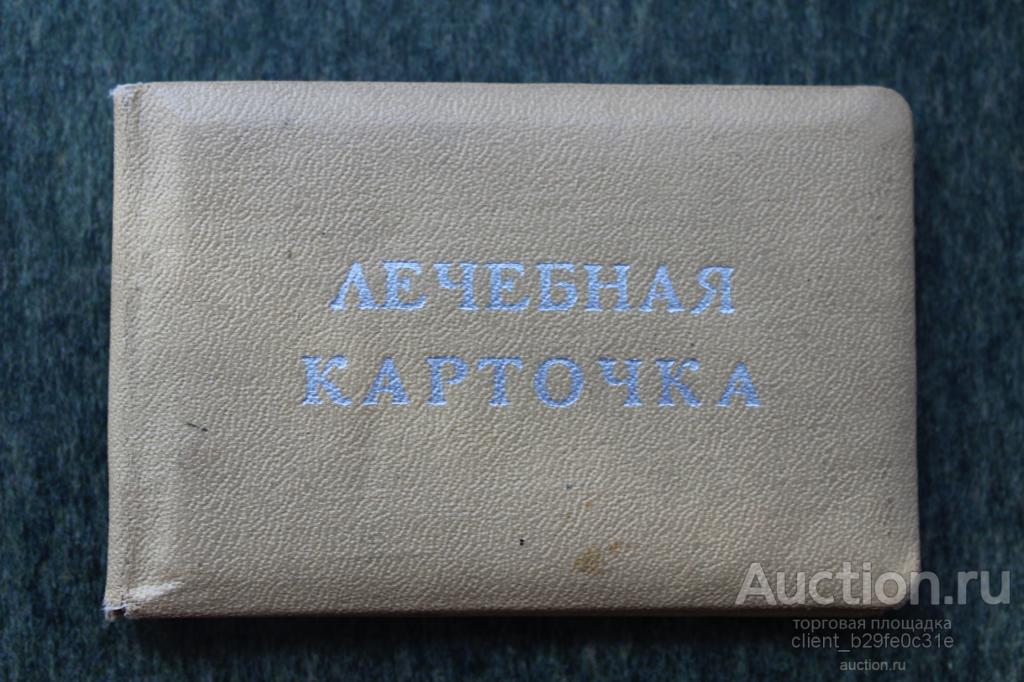 ЛЕЧЕБНАЯ
КАРТОЧКА
Auction.ru
торговая площадка
client_b29fe0c31e
auction.ru